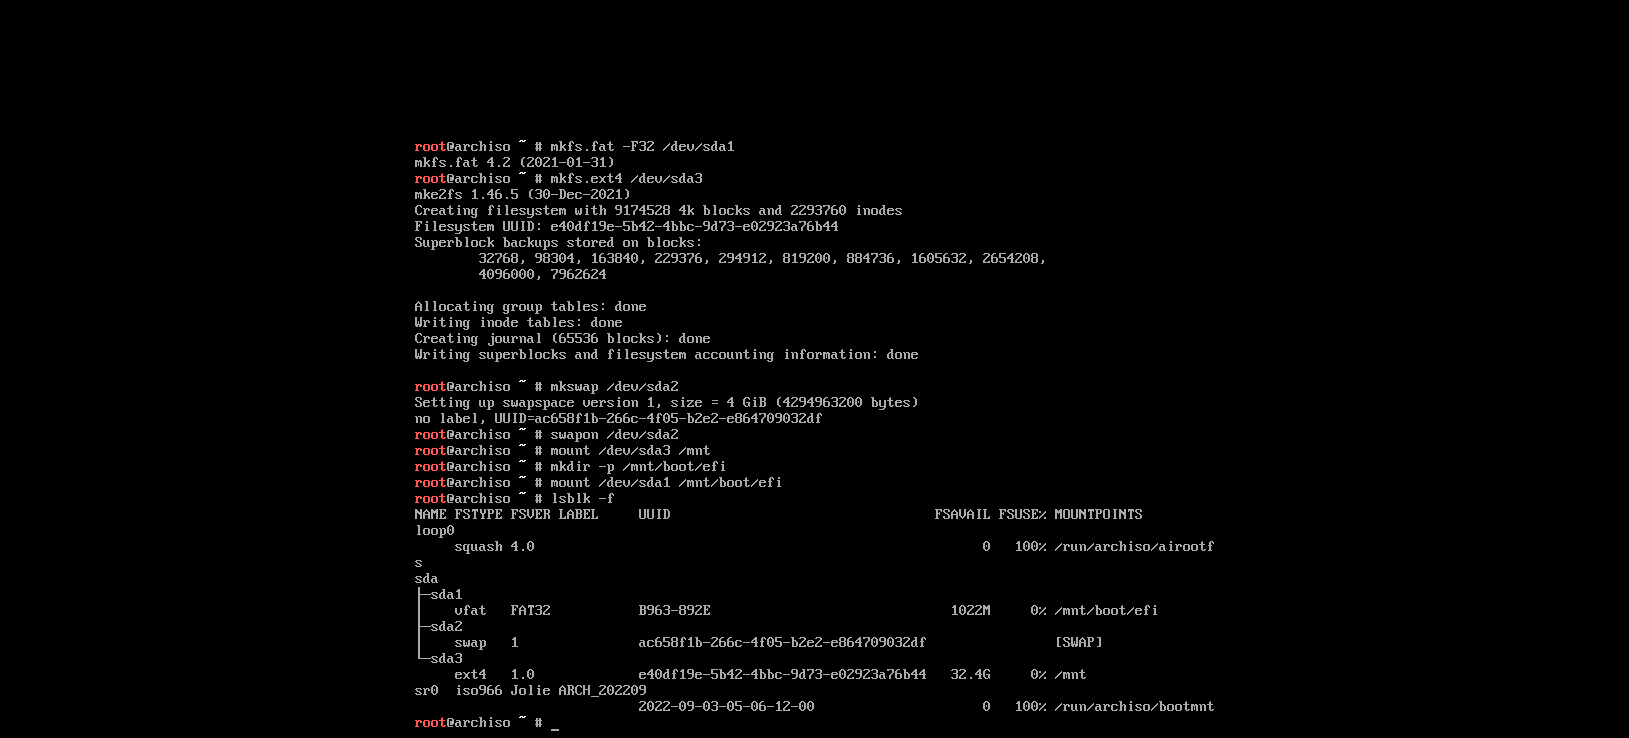 root@archiso ~ # mkfs.fat -F32 /dev/sda1
mkfs.fat 4.2 (2021-01-31)
root@archiso ~ # mkfs.ext4 /dev/sda3
mke2fs 1.46.5 (30-Dec-2021)
Creating filesystem with 9174528 4k blocks and 2293760 inodes
Filesystem UUID: e40df19e-5b42-4bbc-9d73-e02923a76b44
Superblock backups stored on blocks:
        32768, 98304, 163840, 229376, 294912, 819200, 884736, 1605632, 2654208,
        4096000, 7962624

Allocating group tables: done
Writing inode tables: done
Creating journal (65536 blocks): done
Writing superblocks and filesystem accounting information: done

root@archiso ~ # mkswap /dev/sda2
Setting up swapspace version 1, size = 4 GiB (4294963200 bytes)
no label, UUID=ac658f1b-266c-4f05-b2e2-e864709032df
root@archiso ~ # swapon /dev/sda2
root@archiso ~ # mount /dev/sda3 /mnt
root@archiso ~ # mkdir -p /mnt/boot/efi
root@archiso ~ # mount /dev/sda1 /mnt/boot/efi
root@archiso ~ # lsblk -f
NAME FSTYPE FSVER LABEL     UUID                                 FSAVAIL FSUSE% MOUNTPOINTS
loop0
     squash 4.0                                                        0   100% /run/archiso/airootf
s
sda
├─sda1
│    vfat   FAT32           B963-892E                              1022M     0% /mnt/boot/efi
├─sda2
│    swap   1               ac658f1b-266c-4f05-b2e2-e864709032df                [SWAP]
└─sda3
     ext4   1.0             e40df19e-5b42-4bbc-9d73-e02923a76b44   32.4G     0% /mnt
sr0  iso966 Jolie ARCH_202209
                            2022-09-03-05-06-12-00                     0   100% /run/archiso/bootmnt
root@archiso ~ # _